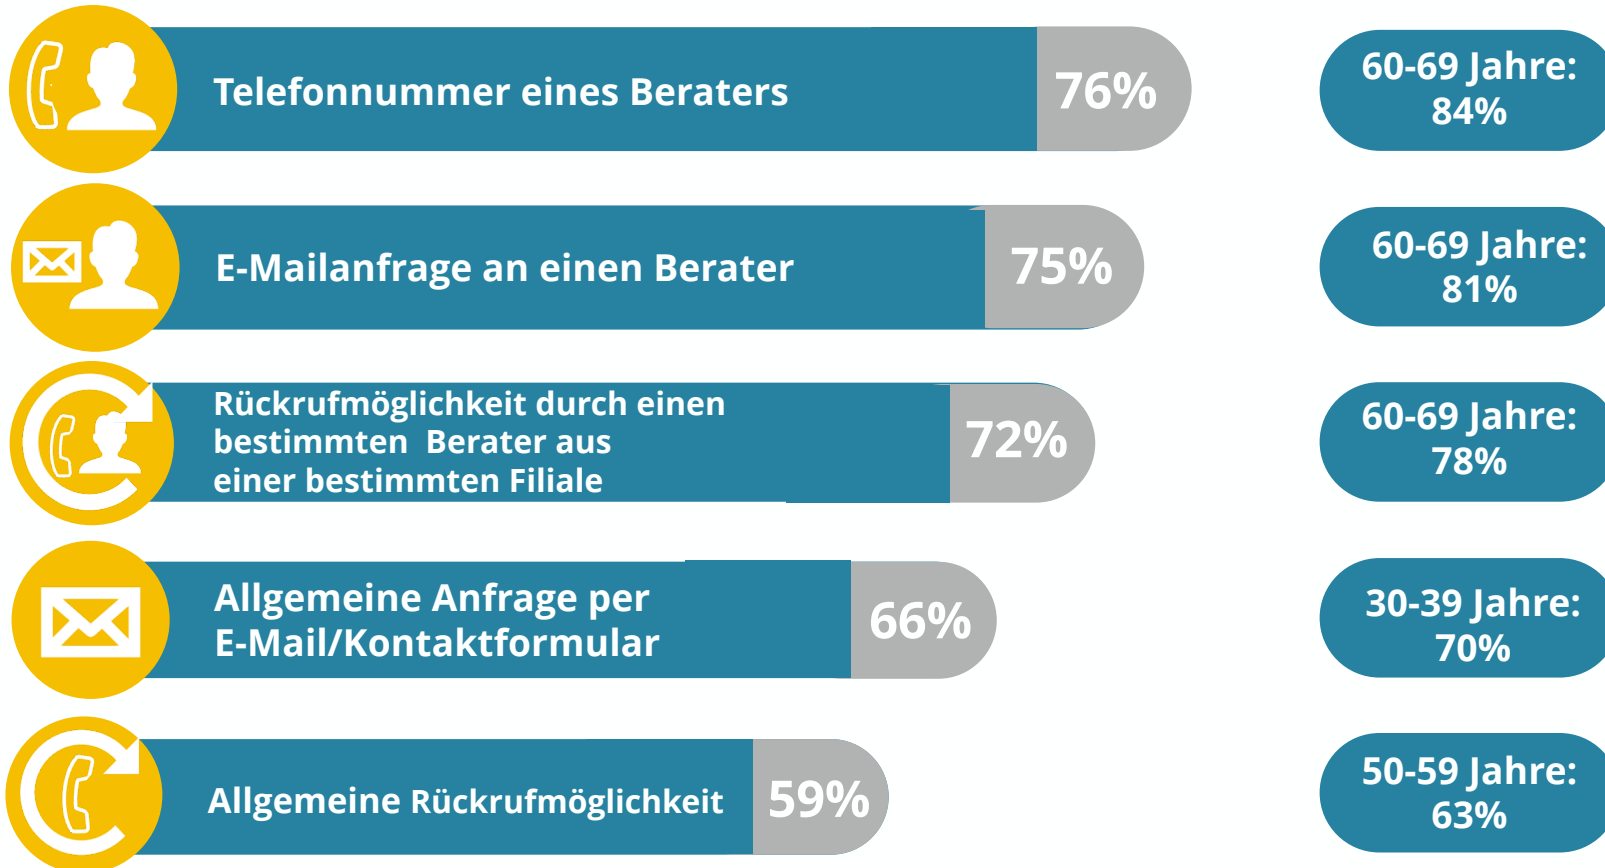 Telefonnummer eines Beraters
76%
60-69 Jahre:
84%
E-Mailanfrage an einen Berater
75%
60-69 Jahre:
81%
Rückrufmöglichkeit durch einen
bestimmten Berater aus
einer bestimmten Filiale
72%
60-69 Jahre:
78%
Allgemeine Anfrage per
E-Mail/Kontaktformular
66%
30-39 Jahre:
70%
Allgemeine Rückrufmöglichkeit
59%
50-59 Jahre:
63%